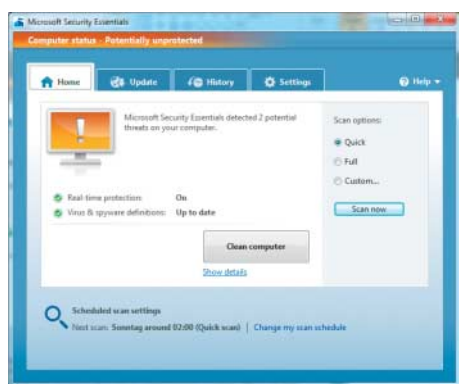 Microsoft Security Essentials
Computer status - Potentially unprotected
Home
Update
History
Settings
Help
Microsoft Security Essentials detected 2 potential
threats on your computer.
Real-time protection: On
Virus & spyware definitions: Up to date
Clean computer
Show details
Scan options:
Quick
Full
Custom...
Scan now
Scheduled scan settings
Next scan: Sonntag around 02:00 (Quick scan) | Change my scan schedule